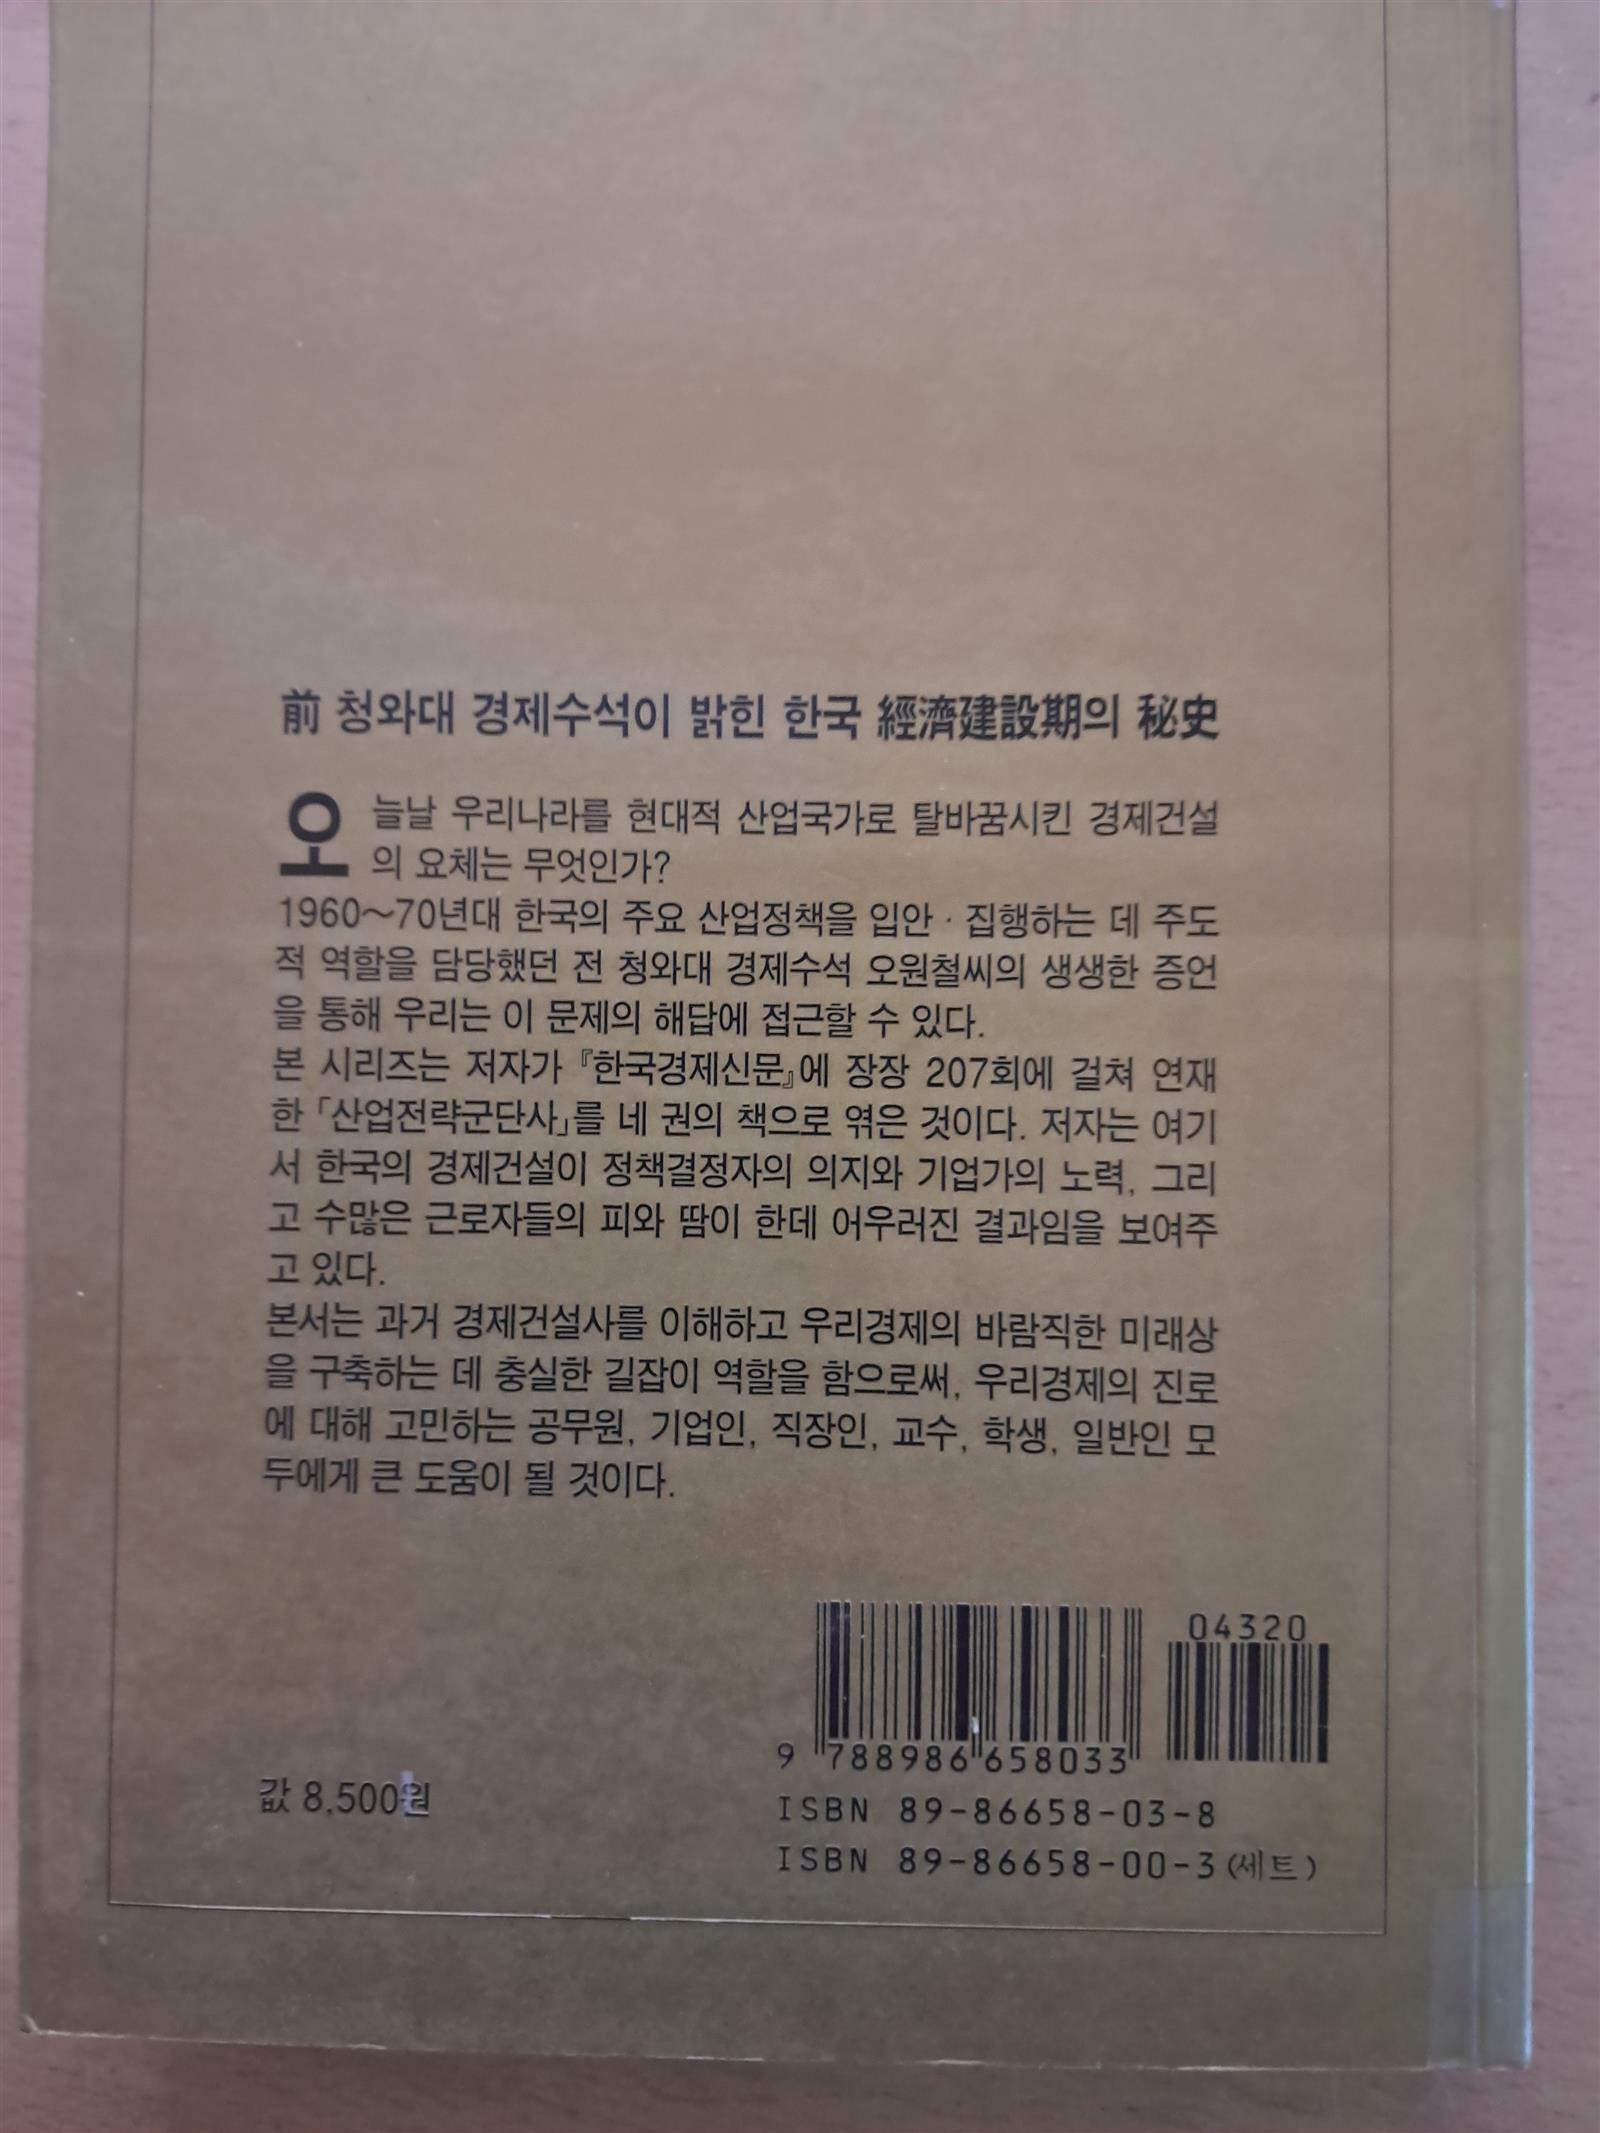 前 청와대 경제수석이 밝힌 한국 經濟建設期의 秘史
오늘날 우리나라를 현대적 산업국가로 탈바꿈시킨 경제건설
의 요체는 무엇인가?
1960～70년대 한국의 주요 산업정책을 입안·집행하는 데 주도
적 역할을 담당했던 전 청와대 경제수석 오원철씨의 생생한 증언
을 통해 우리는 이 문제의 해답에 접근할 수 있다.
본 시리즈는 저자가 『한국경제신문』에 장장 207회에 걸쳐 연재
한 「산업전략군단사」를 네 권의 책으로 엮은 것이다. 저자는 여기
서 한국의 경제건설이 정책결정자의 의지와 기업가의 노력, 그리
고 수많은 근로자들의 피와 땀이 한데 어우러진 결과임을 보여주
고 있다.
본서는 과거 경제건설사를 이해하고 우리경제의 바람직한 미래상
을 구축하는 데 충실한 길잡이 역할을 함으로써, 우리경제의 진로
에 대해 고민하는 공무원, 기업인, 직장인, 교수, 학생, 일반인 모
두에게 큰 도움이 될 것이다.
04320
9 788986 658033
값 8,500원
ISBN 89-86658-03-8
ISBN 89-86658-00-3 (세트)